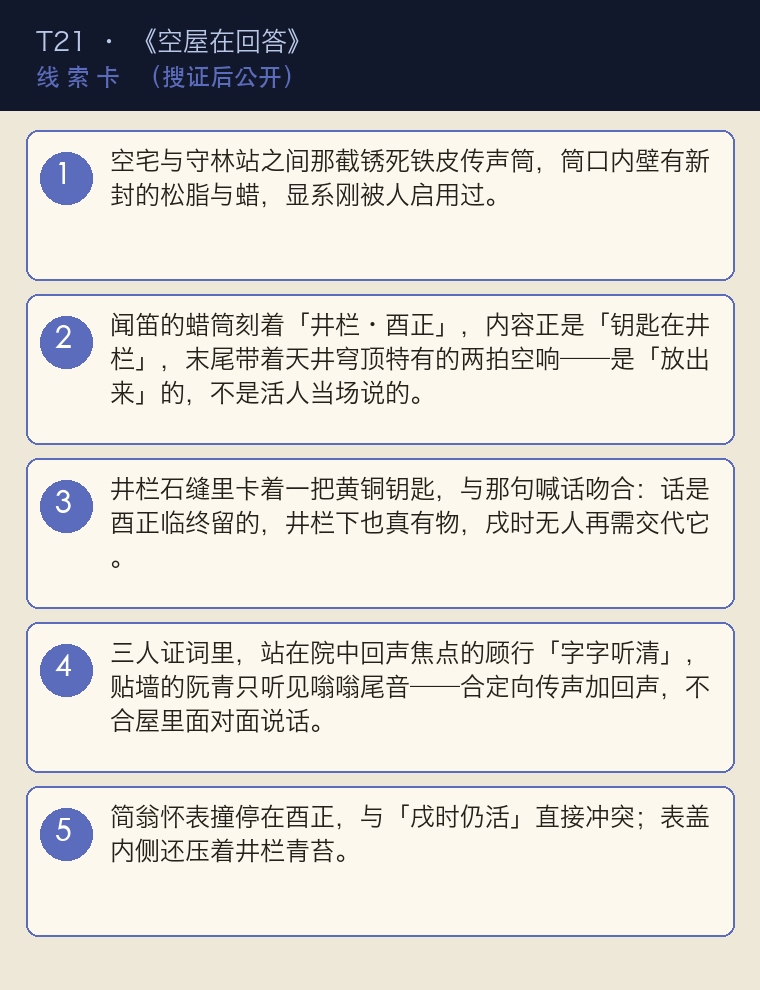 T21 · 《空屋在回答》
线索卡 （搜证后公开）
1
空宅与守林站之间那截锈死铁皮传声筒，筒口内壁有新
封的松脂与蜡，显系刚被人启用过。
2
闻笛的蜡筒刻着「井栏·酉正」，内容正是「钥匙在井
栏」，末尾带着天井穹顶特有的两拍空响——是「放出
来」的，不是活人当场说的。
3
井栏石缝里卡着一把黄铜钥匙，与那句喊话吻合：话是
酉正临终留的，井栏下也真有物，戌时无人再需交代它
。
4
三人证词里，站在院中回声焦点的顾行「字字听清」，
贴墙的阮青只听见嗡嗡尾音——合定向传声加回声，不
合屋里面对面说话。
5
简翁怀表撞停在酉正，与「戌时仍活」直接冲突；表盖
内侧还压着井栏青苔。